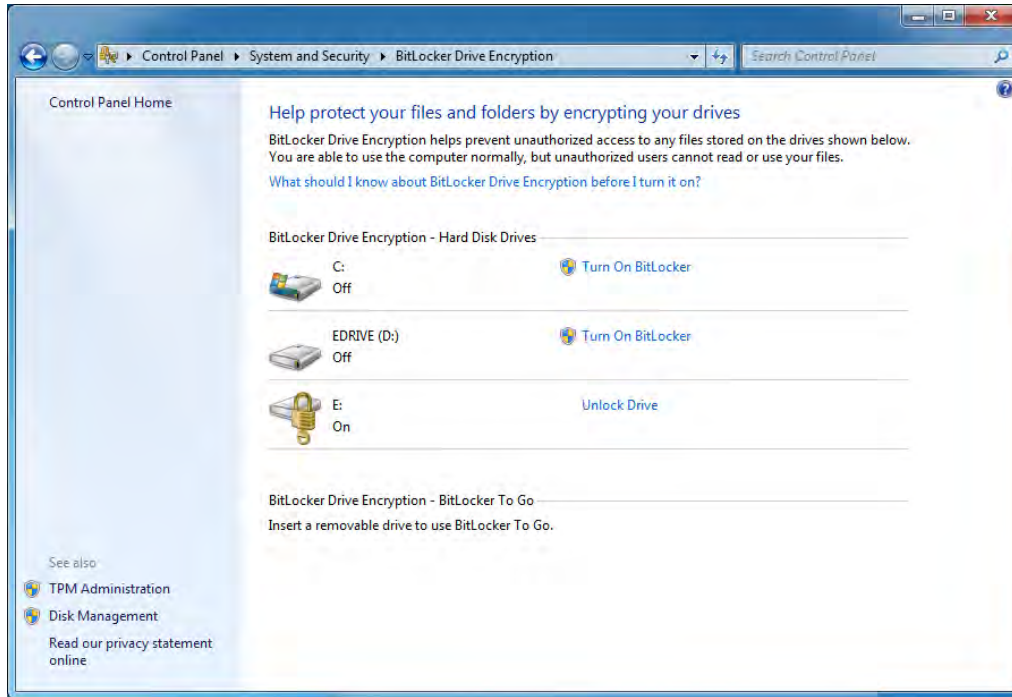 Control Panel ▸ System and Security ▸ BitLocker Drive Encryption
Search Control Panel
Control Panel Home
Help protect your files and folders by encrypting your drives
BitLocker Drive Encryption helps prevent unauthorized access to any files stored on the drives shown below.
You are able to use the computer normally, but unauthorized users cannot read or use your files.
What should I know about BitLocker Drive Encryption before I turn it on?
BitLocker Drive Encryption - Hard Disk Drives
C:
Off
Turn On BitLocker
EDRIVE (D:)
Off
Turn On BitLocker
E:
On
Unlock Drive
BitLocker Drive Encryption - BitLocker To Go
Insert a removable drive to use BitLocker To Go.
See also
TPM Administration
Disk Management
Read our privacy statement
online